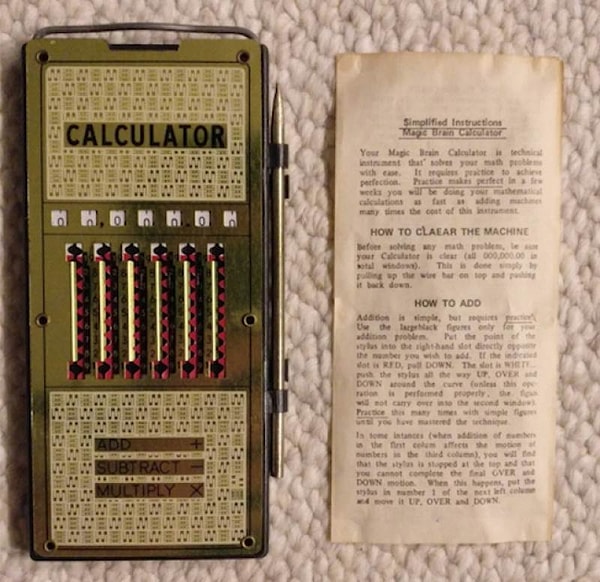 CALCULATOR
0 0,0 0 0.0 0
ADD +
SUBTRACT −
MULTIPLY X
Simplified Instructions
Magic Brain Calculator
Your Magic Brain Calculator is technical
instrument that solves your math problems
with ease. It requires practice to achieve
perfection. Practice makes perfect in a few
weeks you will be doing your mathematical
calculations as fast as adding machines
many times the cost of this instrument.
HOW TO CLAEAR THE MACHINE
Before solving any math problem, be sure
your Calculator is clear (all 000,000.00 in
total windows). This is done simply by
pulling up the wire bar on top and pushing
it back down.
HOW TO ADD
Addition is simple, but requires practice.
Use the largeblack figures only for your
addition problem. Put the point of the
stylus into the right-hand slot directly opposite
the number you wish to add. If the indicated
slot is RED, pull DOWN. The slot is WHITE,
push the stylus all the way UP, OVER and
DOWN around the curve (unless this ope-
ration is performed properly, the figure
will not carry over into the second window).
Practice this many times with simple figures
until you have mastered the technique.
In tome intances (when addition of numbers
in the first colum affects the motion of
numbers in the third column), you will find
that the stylus is stopped at the top and that
you cannot complete the final OVER and
DOWN motion. When this happens, put the
stylus in number 1 of the next left column
and move it UP, OVER and DOWN.